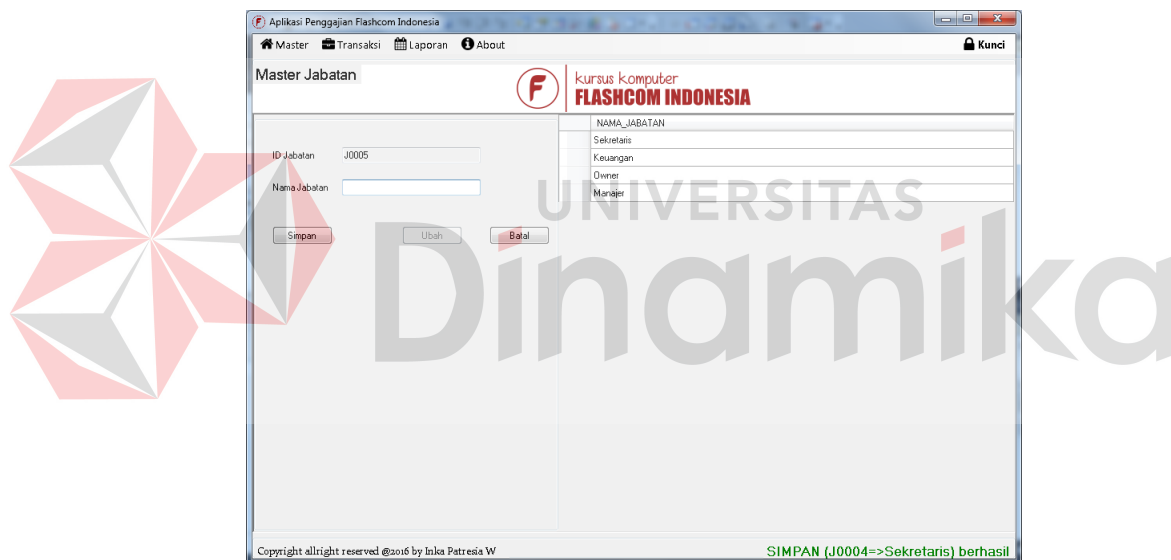 Aplikasi Penggajian Flashcom Indonesia
Master Transaksi Laporan About Kunci
Master Jabatan
F
kursus komputer
FLASHCOM INDONESIA
NAMA_JABATAN
Sekretaris
Keuangan
Owner
Manajer
ID Jabatan J0005
Nama Jabatan
Simpan Ubah Batal
UNIVERSITAS
Dinamika
Copyright allright reserved @2016 by Inka Patresia W
SIMPAN (J0004=>Sekretaris) berhasil